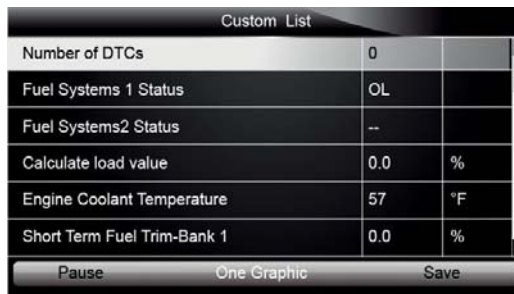 Custom List
Number of DTCs 0
Fuel Systems 1 Status OL
Fuel Systems2 Status --
Calculate load value 0.0 %
Engine Coolant Temperature 57 °F
Short Term Fuel Trim-Bank 1 0.0 %
Pause One Graphic Save